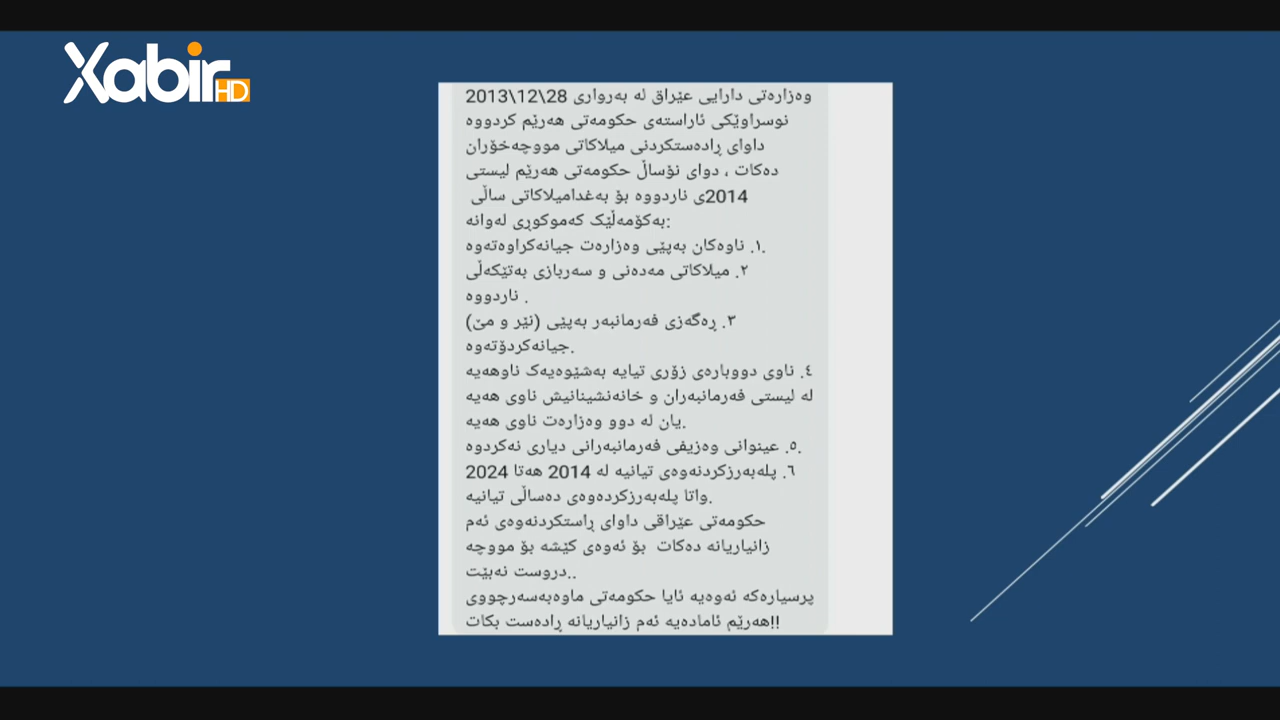 Xabir HD
وەزارەتی دارایی عێراق لە بەرواری 28\12\2013
نوسراوێکی ئاراستەی حکومەتی هەرێم کردووە
داوای ڕادەستکردنی میلاکاتی مووچەخۆران
دەکات ، دوای نۆساڵ حکومەتی هەرێم لیستی
2014ی ناردووە بۆ بەغدامیلاکاتی ساڵی
بەکۆمەڵێک کەموکوڕی لەوانە:
.١. ناوەکان بەپێی وەزارەت جیانەکراوەتەوە
٢. میلاکاتی مەدەنی و سەربازی بەتێکەڵی
ناردووە .
٣. ڕەگەزی فەرمانبەر بەپێی (نێر و مێ)
جیانەکردۆتەوە.
٤. ناوی دووبارەی زۆری تیایە بەشێوەیەک ناوهەیە
لە لیستی فەرمانبەران و خانەنشینانیش ناوی هەیە
یان لە دوو وەزارەت ناوی هەیە.
.٥. عینوانی وەزیفی فەرمانبەرانی دیاری نەکردوە
٦. پلەبەرزکردنەوەی تیانیە لە 2014 هەتا 2024
واتا پلەبەرزکردەوەی دەساڵی تیانیە.
حکومەتی عێراقی داوای ڕاستکردنەوەی ئەم
زانیاریانە دەکات بۆ ئەوەی کێشە بۆ مووچە
دروست نەبێت..
پرسیارەکە ئەوەیە ئایا حکومەتی ماوەبەسەرچووی
هەرێم ئامادەیە ئەم زانیاریانە ڕادەست بکات!!